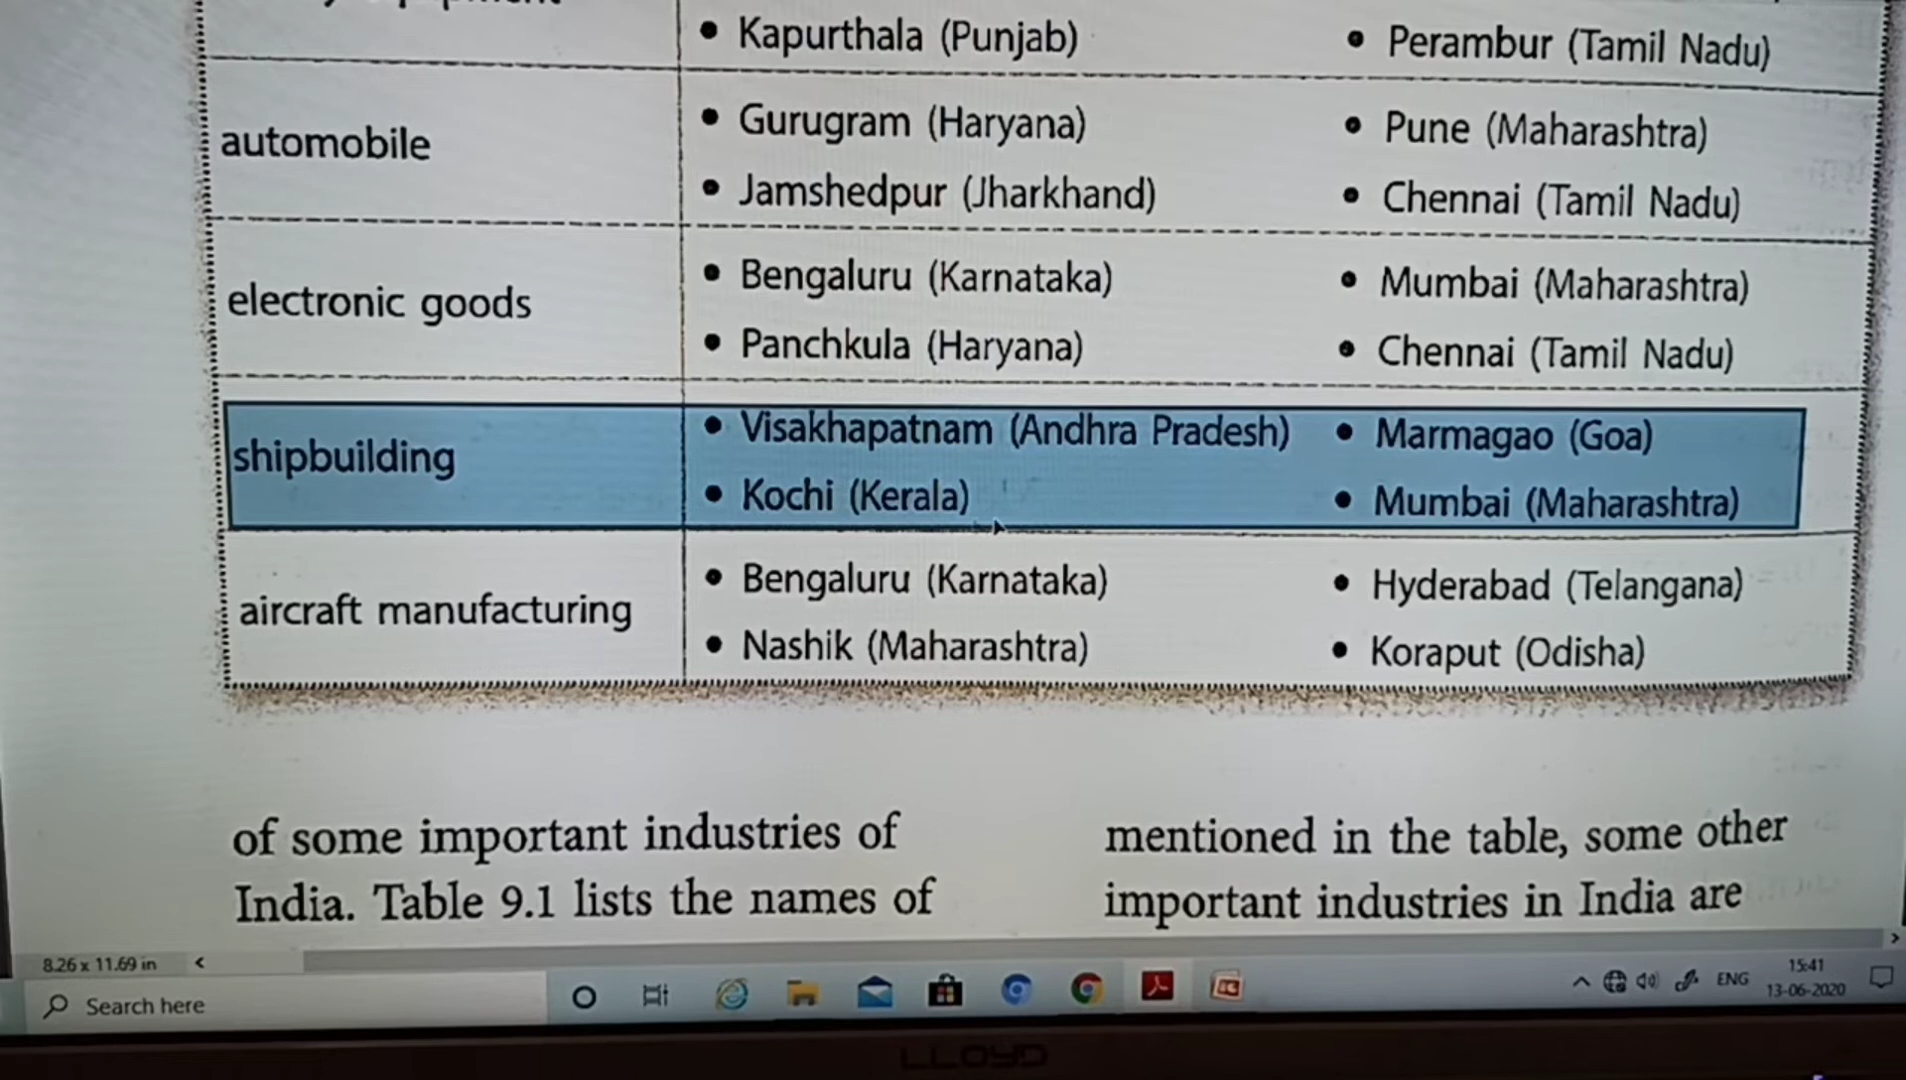 • Kapurthala (Punjab) • Perambur (Tamil Nadu)
automobile
• Gurugram (Haryana) • Pune (Maharashtra)
• Jamshedpur (Jharkhand) • Chennai (Tamil Nadu)
electronic goods
• Bengaluru (Karnataka) • Mumbai (Maharashtra)
• Panchkula (Haryana) • Chennai (Tamil Nadu)
shipbuilding
• Visakhapatnam (Andhra Pradesh) • Marmagao (Goa)
• Kochi (Kerala) • Mumbai (Maharashtra)
aircraft manufacturing
• Bengaluru (Karnataka) • Hyderabad (Telangana)
• Nashik (Maharashtra) • Koraput (Odisha)
of some important industries of
India. Table 9.1 lists the names of
mentioned in the table, some other
important industries in India are
8.26 x 11.69 in
Search here
ENG
15:41
13-06-2020
LLOYD